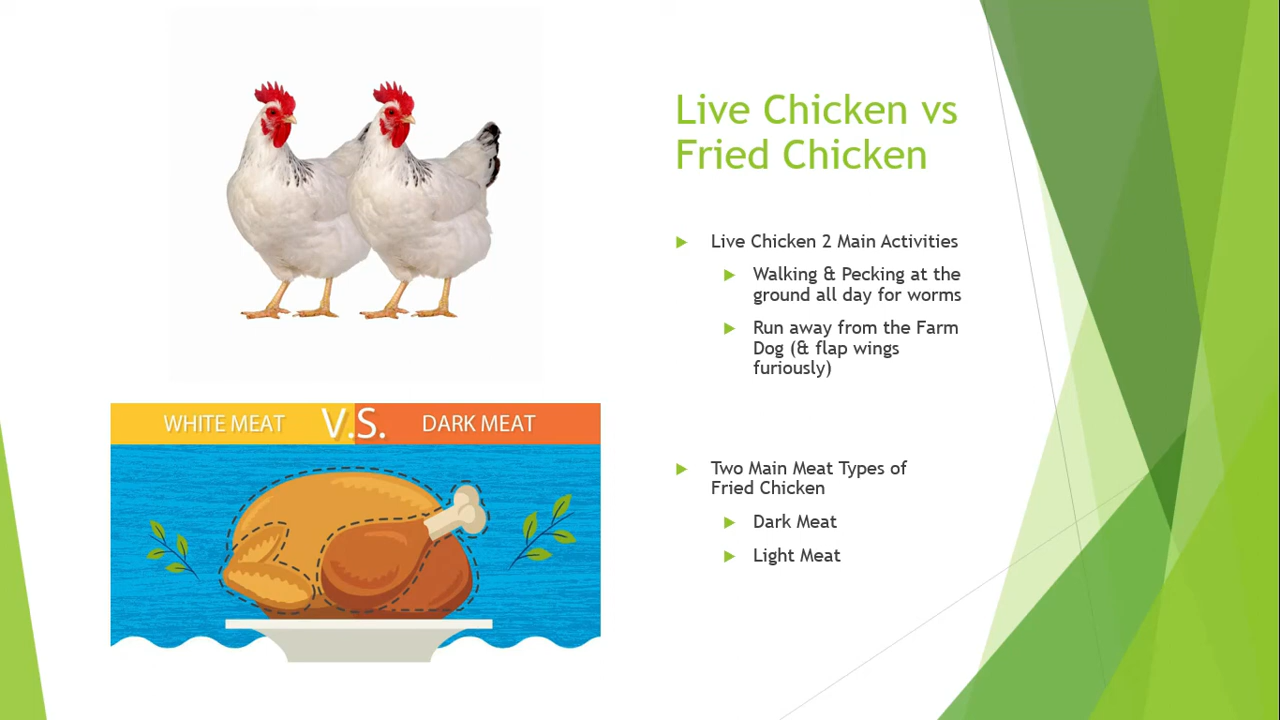 Live Chicken vs
Fried Chicken
Live Chicken 2 Main Activities
Walking & Pecking at the
ground all day for worms
Run away from the Farm
Dog (& flap wings
furiously)
WHITE MEAT V.S. DARK MEAT
Two Main Meat Types of
Fried Chicken
Dark Meat
Light Meat